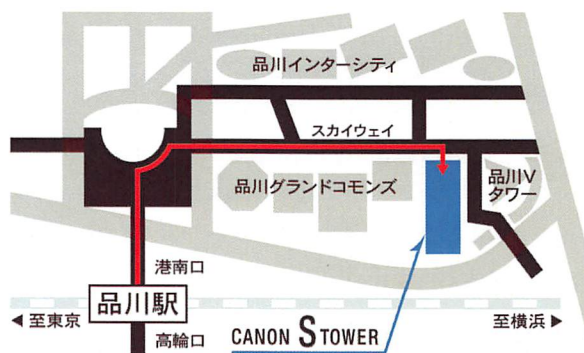 品川インターシティ
スカイウェイ
品川グランドコモンズ
品川V
タワー
港南口
品川駅
◀ 至東京
至横浜 ▶
高輪口
CANON S TOWER